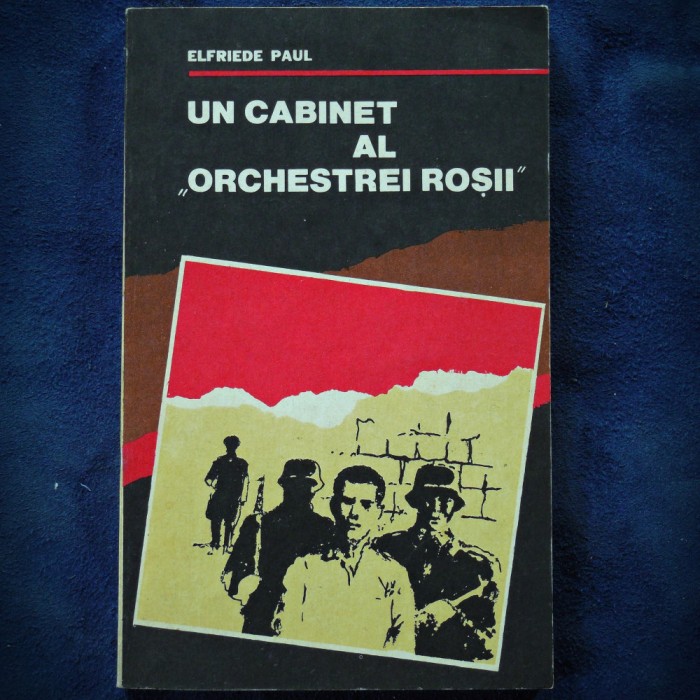 ELFRIEDE PAUL
UN CABINET
AL
„ORCHESTREI ROȘII”